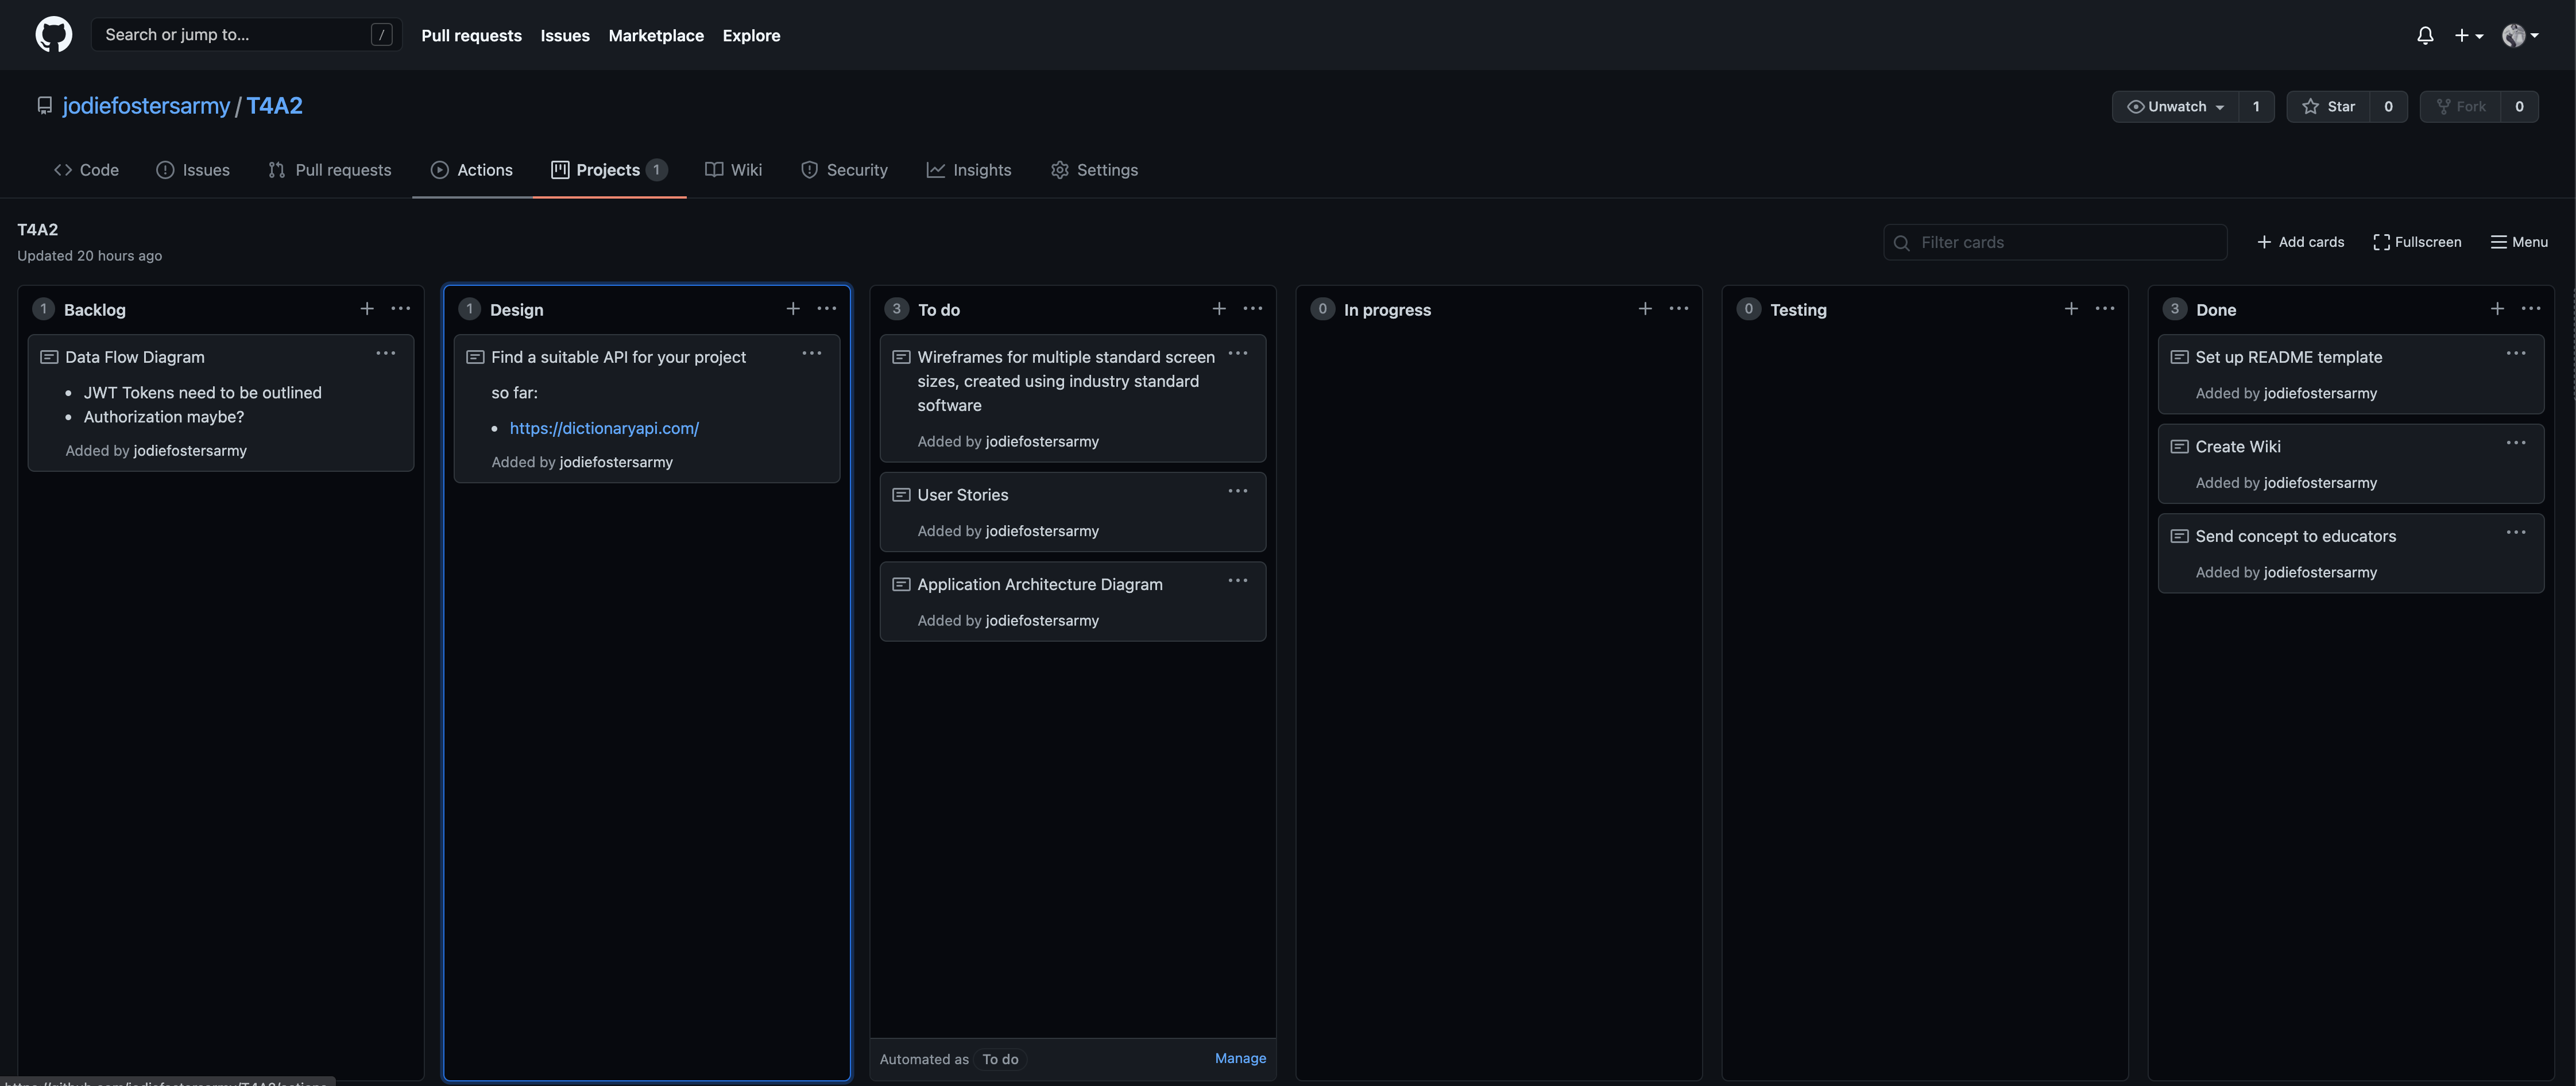 Search or jump to...
/
Pull requests
Issues
Marketplace
Explore
jodiefostersarmy / T4A2
Unwatch
1
Star
0
Fork
0
Code
Issues
Pull requests
Actions
Projects
1
Wiki
Security
Insights
Settings
T4A2
Updated 20 hours ago
Filter cards
Add cards
Fullscreen
Menu
1
Backlog
Data Flow Diagram
• JWT Tokens need to be outlined
• Authorization maybe?
Added by jodiefostersarmy
1
Design
Find a suitable API for your project
so far:
• https://dictionaryapi.com/
Added by jodiefostersarmy
3
To do
Wireframes for multiple standard screen
sizes, created using industry standard
software
Added by jodiefostersarmy
User Stories
Added by jodiefostersarmy
Application Architecture Diagram
Added by jodiefostersarmy
Automated as To do
Manage
0
In progress
0
Testing
3
Done
Set up README template
Added by jodiefostersarmy
Create Wiki
Added by jodiefostersarmy
Send concept to educators
Added by jodiefostersarmy
https://github.com/jodiefostersarmy/T4A2/actions